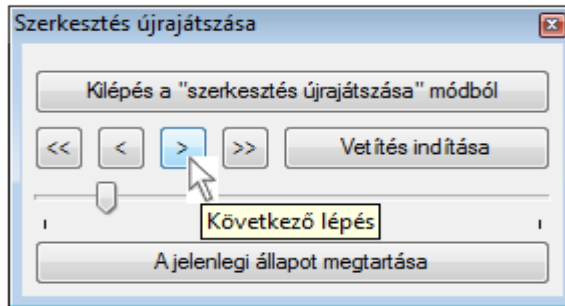 Szerkesztés újrajátszása
Kilépés a "szerkesztés újrajátszása" módból
<< < > >> Vetítés indítása
Következő lépés
A jelenlegi állapot megtartása